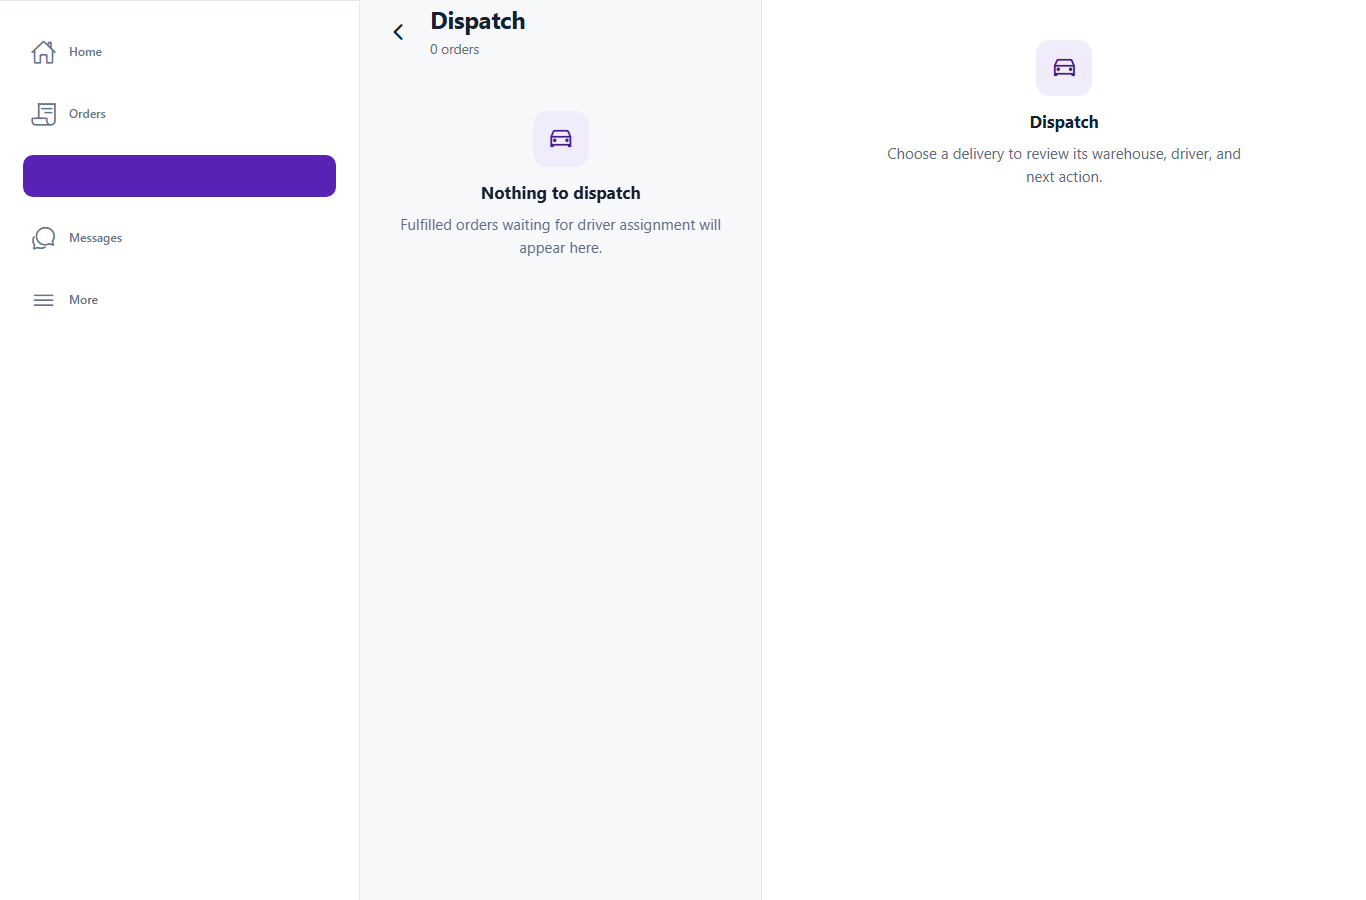 Home
Orders
Messages
More
Dispatch
0 orders
Nothing to dispatch
Fulfilled orders waiting for driver assignment will
appear here.
Dispatch
Choose a delivery to review its warehouse, driver, and
next action.